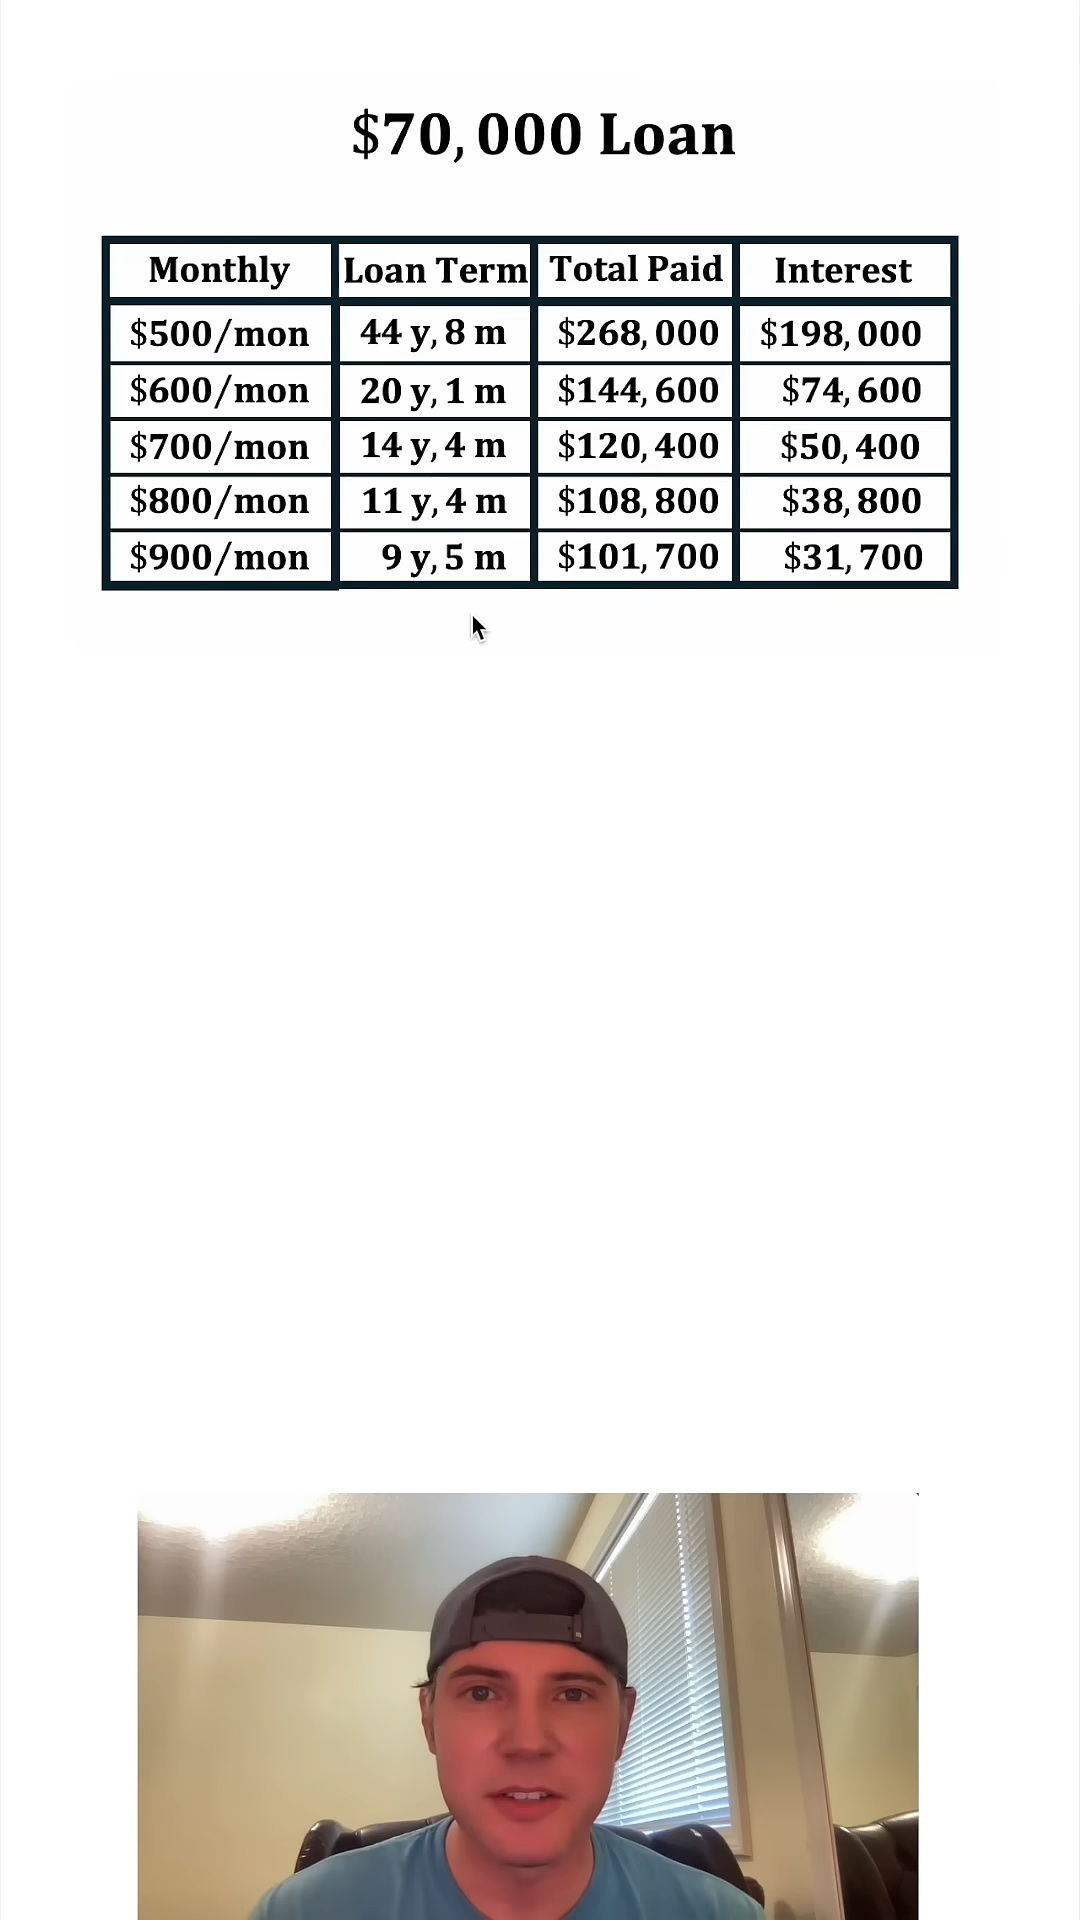 $70,000 Loan
Monthly Loan Term Total Paid Interest
$500/mon 44 y, 8 m $268,000 $198,000
$600/mon 20 y, 1 m $144,600 $74,600
$700/mon 14 y, 4 m $120,400 $50,400
$800/mon 11 y, 4 m $108,800 $38,800
$900/mon 9 y, 5 m $101,700 $31,700